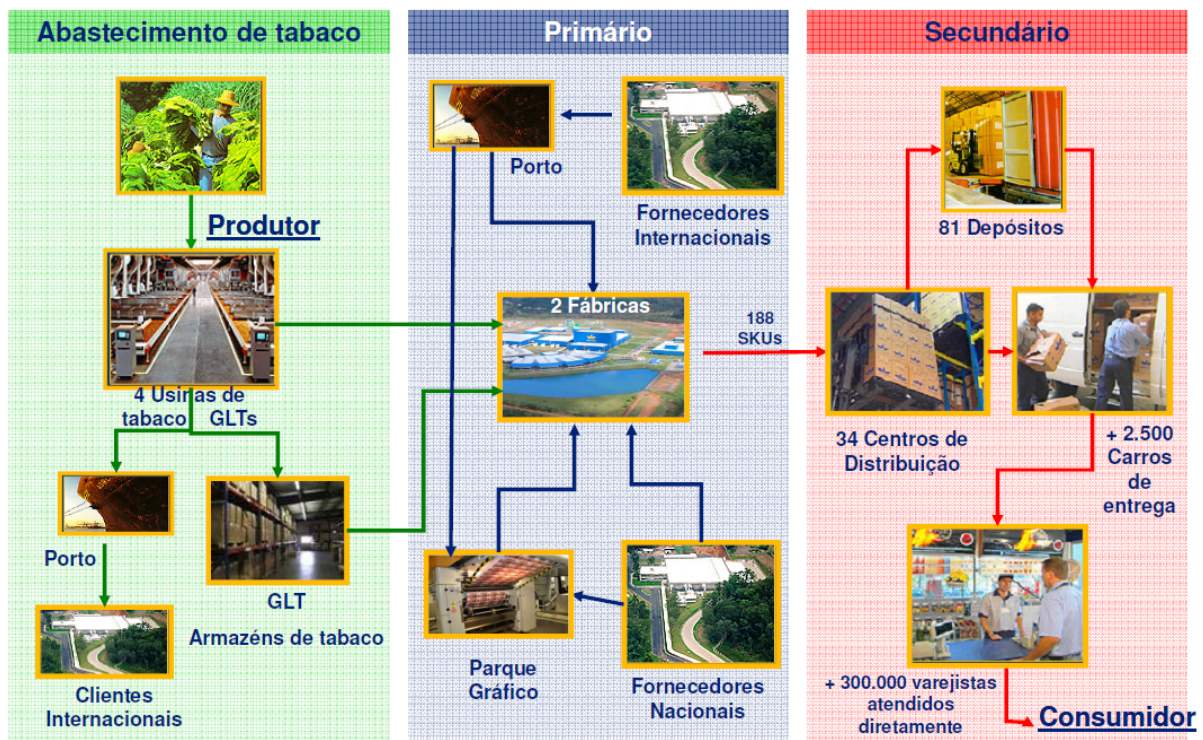 Abastecimento de tabaco
Produtor
4 Usinas de
tabaco GLTs
Porto
GLT
Armazéns de tabaco
Clientes
Internacionais
Primário
Porto
Fornecedores
Internacionais
2 Fábricas
188
SKUs
Parque
Gráfico
Fornecedores
Nacionais
Secundário
81 Depósitos
34 Centros de
Distribuição
+ 2.500
Carros
de
entrega
+ 300.000 varejistas
atendidos
diretamente
Consumidor